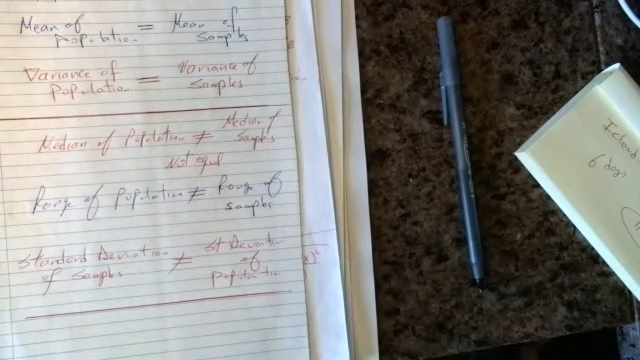 Mean of Population = Mean of Samples
Variance of Population = Variance of Samples
Median of Population ≠ Median of Samples
Not equal
Range of Population ≠ Range of Samples
Standard Deviation of Samples ≠ St Deviation of population
6 days